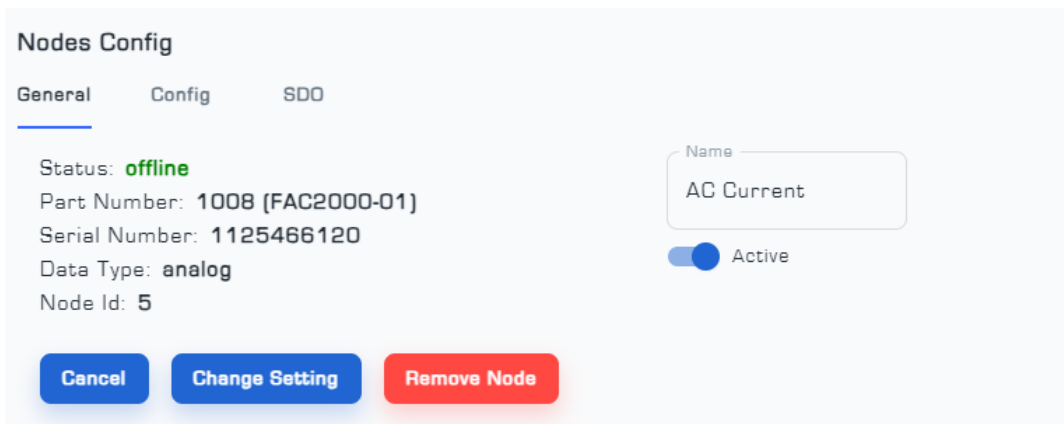 Nodes Config
General Config SDO
Status: offline
Part Number: 1008 (FAC2000-01)
Serial Number: 1125466120
Data Type: analog
Node Id: 5
Name
AC Current
Active
Cancel Change Setting Remove Node